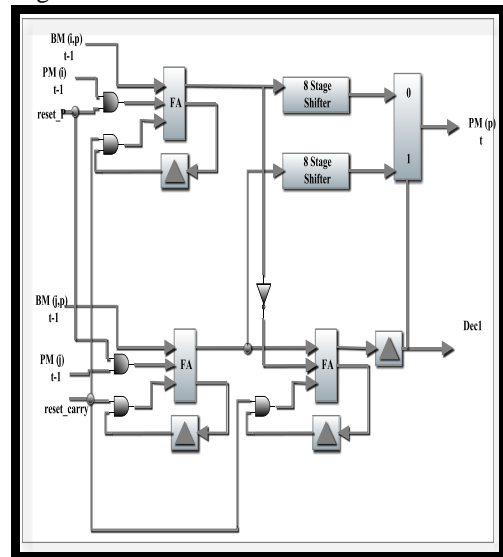 BM (i,p)
t-1
PM (i)
t-1
reset_P
FA
8 Stage
Shifter
0
1
PM (p)
t
8 Stage
Shifter
BM (j,p)
t-1
PM (j)
t-1
reset_carry
FA
FA
Dec1